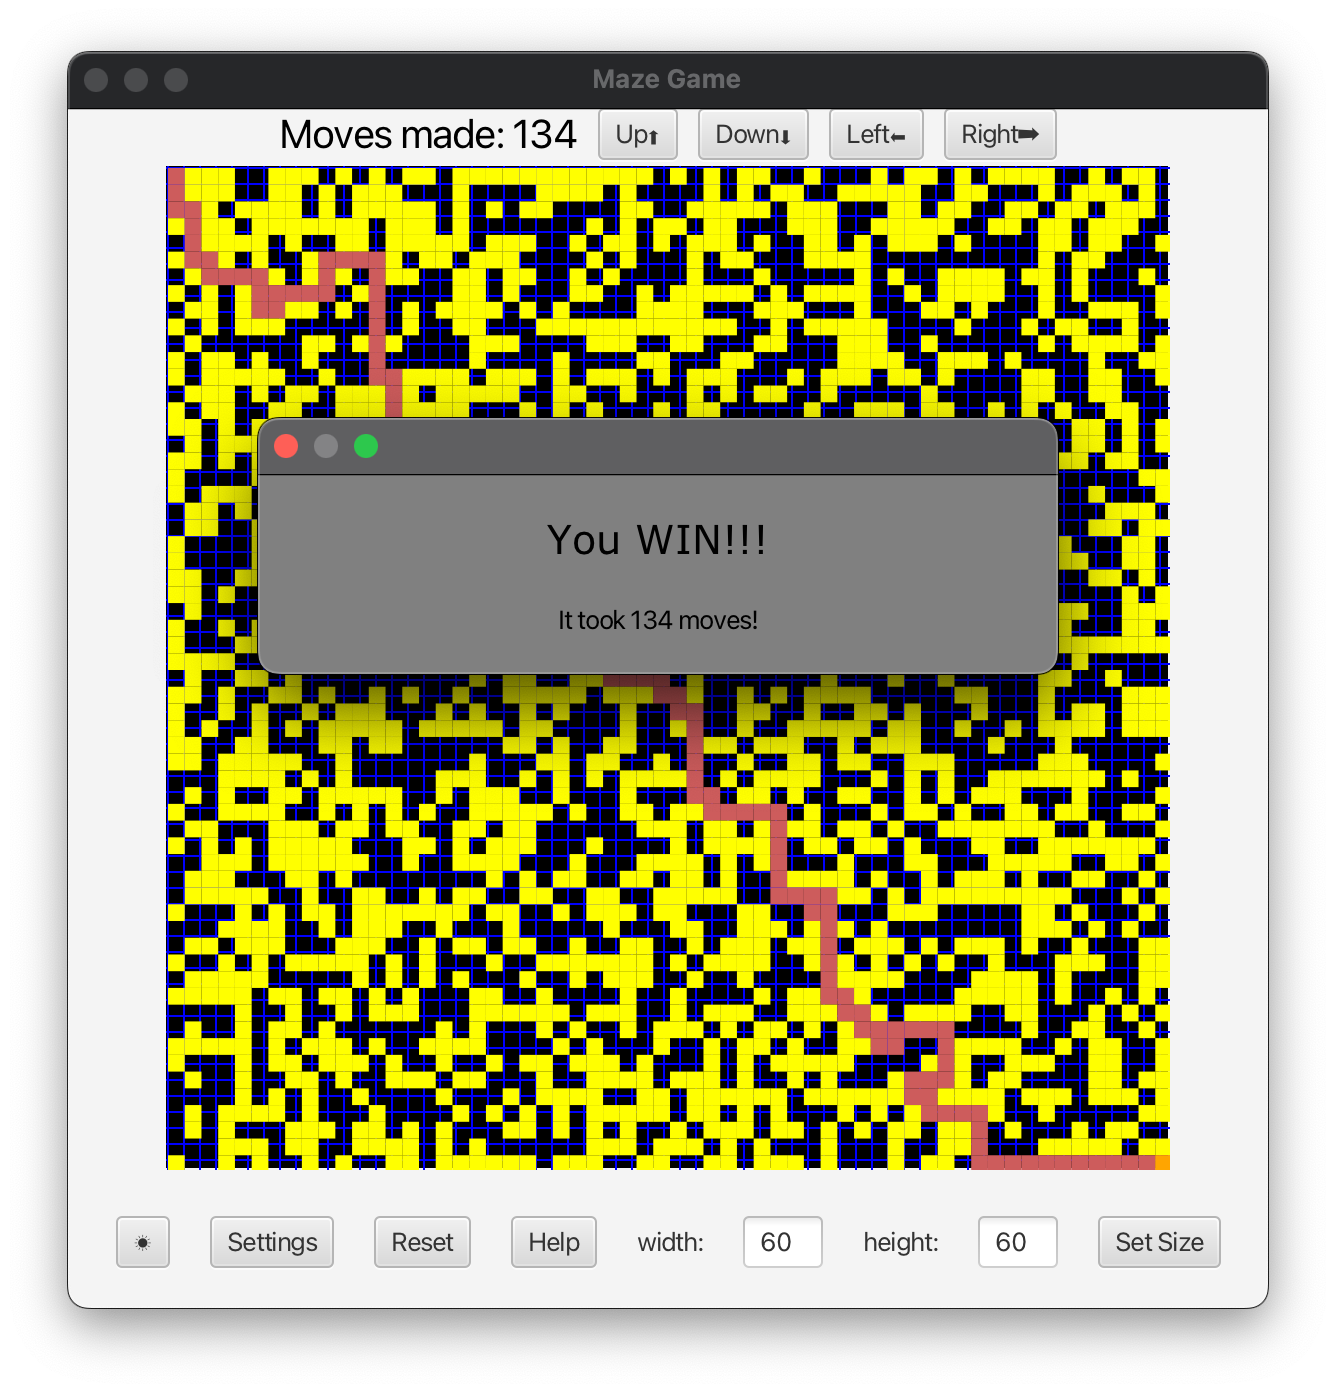 Maze Game
Moves made: 134 Up⬆ Down⬇ Left⬅ Right➡
You WIN!!!
It took 134 moves!
☀ Settings Reset Help width: 60 height: 60 Set Size